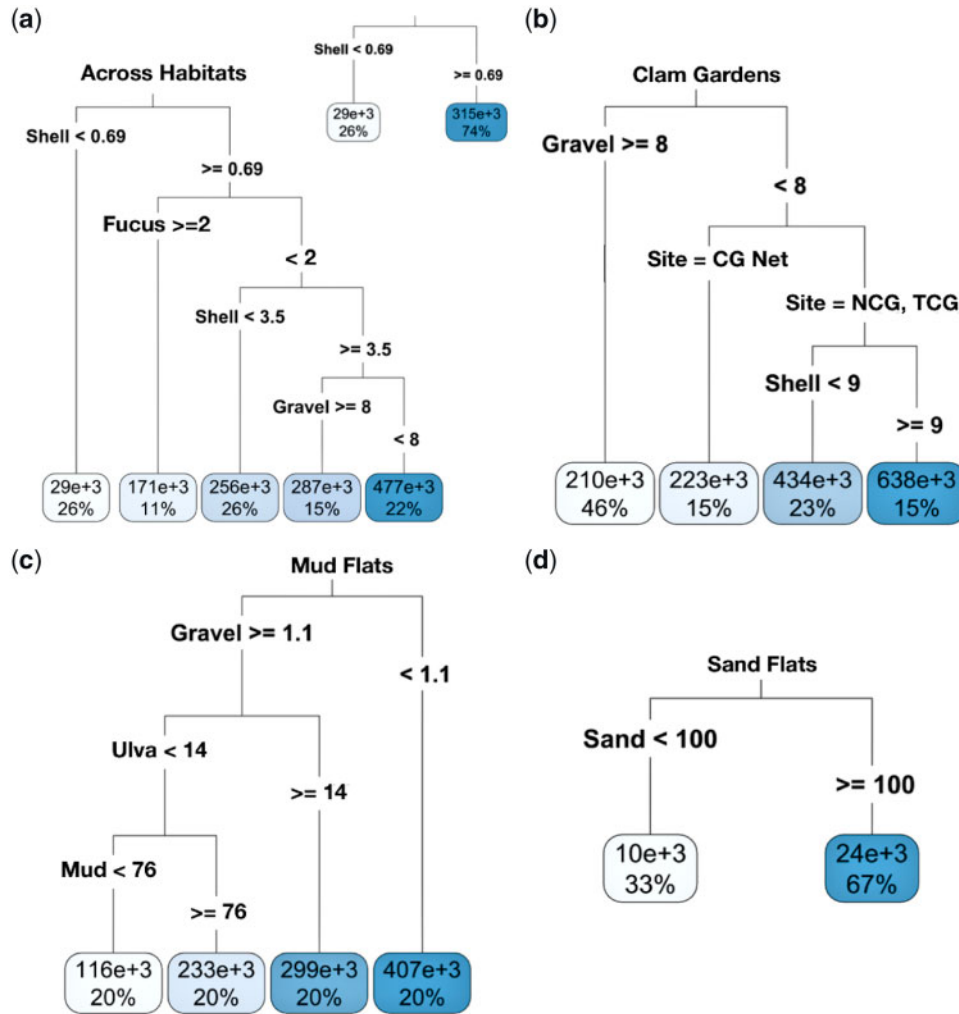 (a)
Across Habitats
Shell < 0.69
>= 0.69
Fucus >=2
< 2
Shell < 3.5
>= 3.5
Gravel >= 8
< 8
29e+3
26%
171e+3
11%
256e+3
26%
287e+3
15%
477e+3
22%
Shell < 0.69
>= 0.69
29e+3
26%
315e+3
74%
(b)
Clam Gardens
Gravel >= 8
< 8
Site = CG Net
Site = NCG, TCG
Shell < 9
>= 9
210e+3
46%
223e+3
15%
434e+3
23%
638e+3
15%
(c)
Mud Flats
Gravel >= 1.1
< 1.1
Ulva < 14
>= 14
Mud < 76
>= 76
116e+3
20%
233e+3
20%
299e+3
20%
407e+3
20%
(d)
Sand Flats
Sand < 100
>= 100
10e+3
33%
24e+3
67%